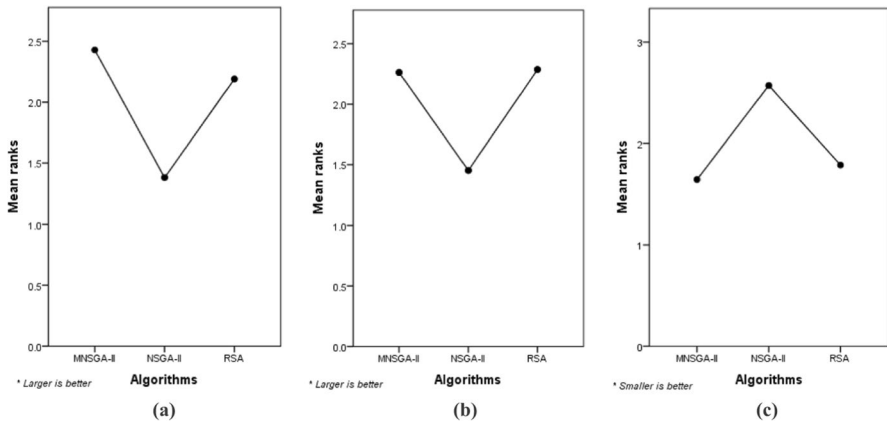 2.5
2.0
1.5
1.0
0.5
0.0
Mean ranks
MNSGA-II NSGA-II RSA
Algorithms
* Larger is better
(a)
2.5
2.0
1.5
1.0
0.5
0.0
Mean ranks
MNSGA-II NSGA-II RSA
Algorithms
* Larger is better
(b)
3
2
1
0
Mean ranks
MNSGA-II NSGA-II RSA
Algorithms
* Smaller is better
(c)